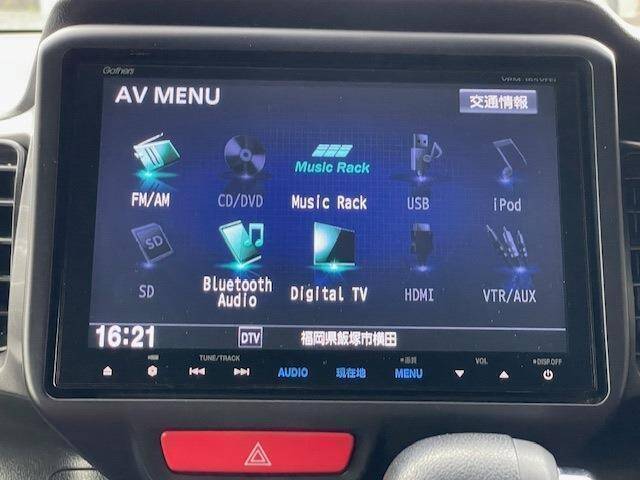 Gathers
AV MENU
交通情報
FM/AM
CD/DVD
Music Rack
Music Rack
USB
iPod
SD
SD
Bluetooth Audio
Digital TV
HDMI
VTR/AUX
16:21
DTV
福岡県飯塚市横田
TUNE/TRACK
AUDIO
現在地
画質
MENU
VOL
DISP.OFF